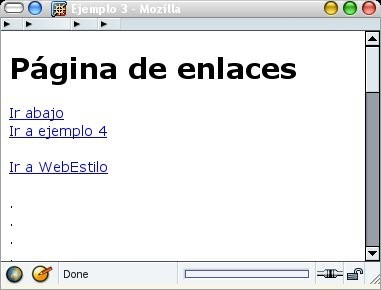 Ejemplo 3 - Mozilla
Página de enlaces
Ir abajo
Ir a ejemplo 4
Ir a WebEstilo
.
.
.
.
Done